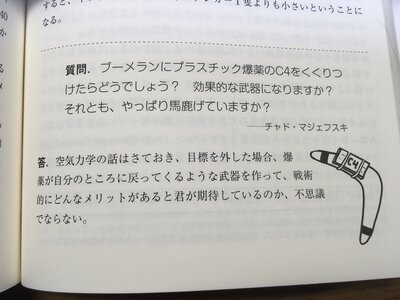 すると、
1隻よりも小さいということに
なる。
質問. ブーメランにプラスチック爆薬のC4をくくりつ
けたらどうでしょう? 効果的な武器になりますか?
それとも、やっぱり馬鹿げていますか?
——チャド・マジェフスキ
答. 空気力学の話はさておき、目標を外した場合、爆
薬が自分のところに戻ってくるような武器を作って、戦術
的にどんなメリットがあると君が期待しているのか、不思議
でならない。
C4